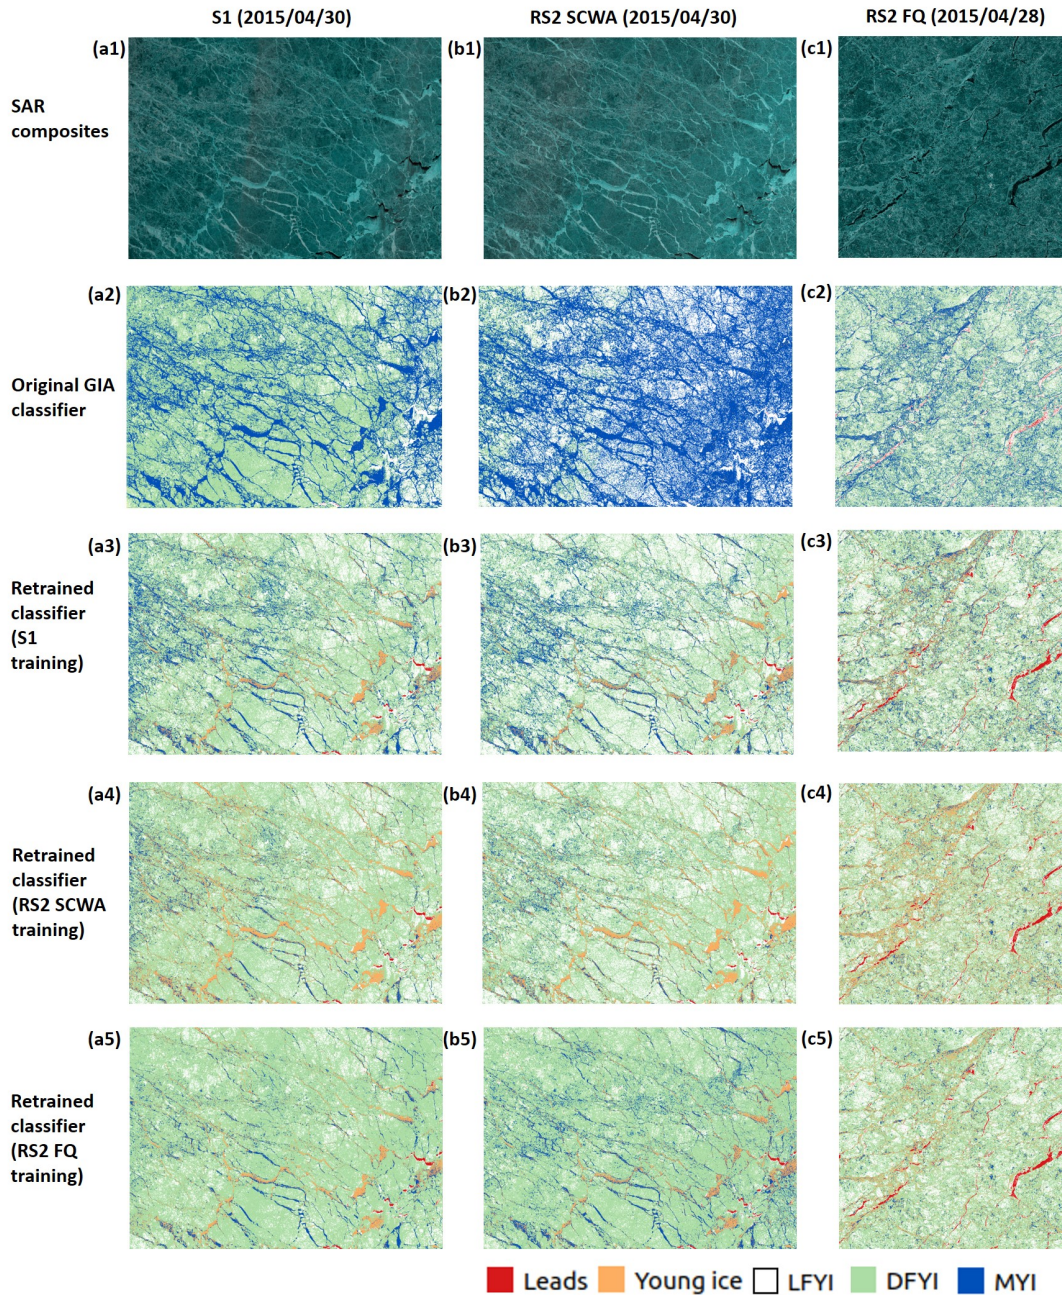 S1 (2015/04/30)
RS2 SCWA (2015/04/30)
RS2 FQ (2015/04/28)
(a1)
(b1)
(c1)
SAR
composites
(a2)
(b2)
(c2)
Original GIA
classifier
(a3)
(b3)
(c3)
Retrained
classifier
(S1
training)
(a4)
(b4)
(c4)
Retrained
classifier
(RS2 SCWA
training)
(a5)
(b5)
(c5)
Retrained
classifier
(RS2 FQ
training)
Leads
Young ice
LFYI
DFYI
MYI